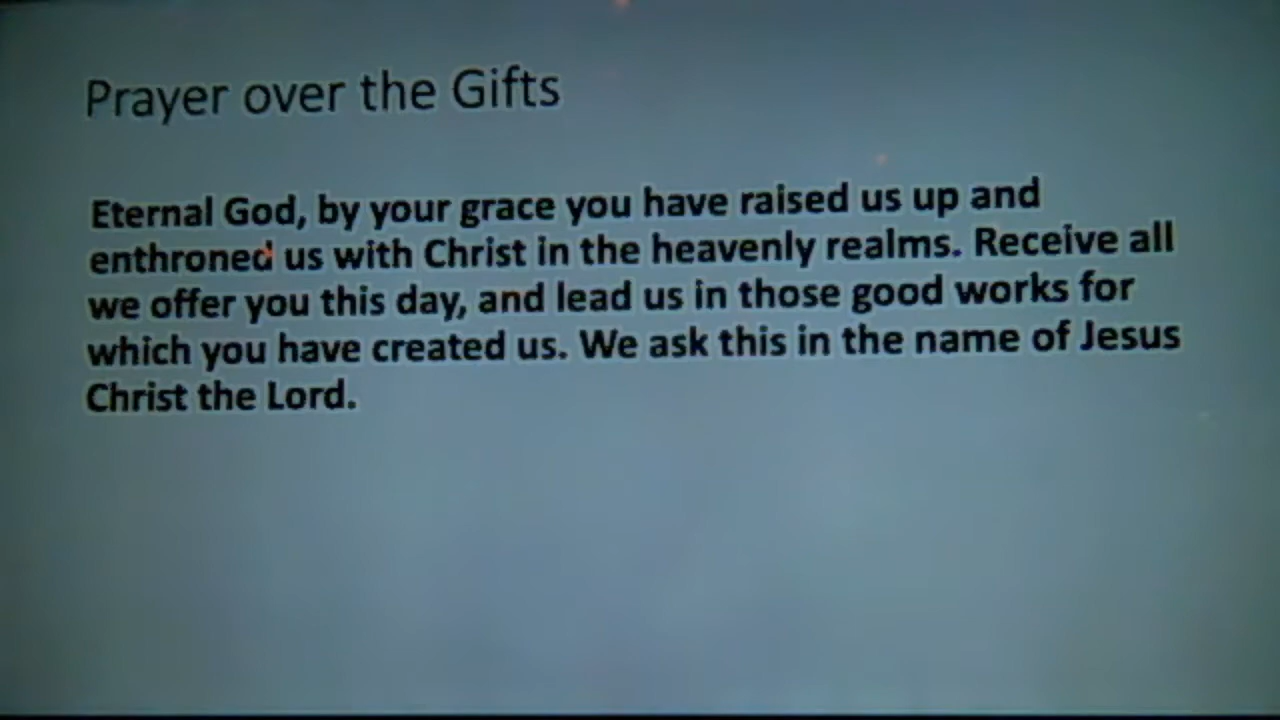 Prayer over the Gifts
Eternal God, by your grace you have raised us up and
enthroned us with Christ in the heavenly realms. Receive all
we offer you this day, and lead us in those good works for
which you have created us. We ask this in the name of Jesus
Christ the Lord.